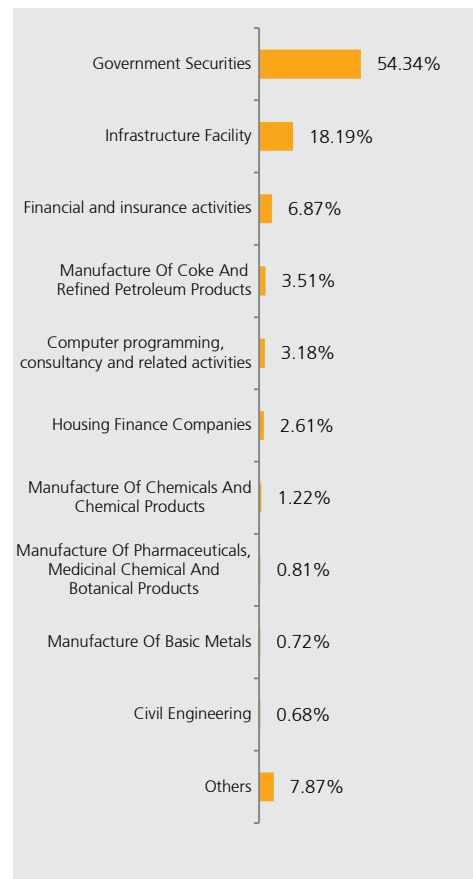 Government Securities 54.34%
Infrastructure Facility 18.19%
Financial and insurance activities 6.87%
Manufacture Of Coke And
Refined Petroleum Products 3.51%
Computer programming,
consultancy and related activities 3.18%
Housing Finance Companies 2.61%
Manufacture Of Chemicals And
Chemical Products 1.22%
Manufacture Of Pharmaceuticals,
Medicinal Chemical And 0.81%
Botanical Products
Manufacture Of Basic Metals 0.72%
Civil Engineering 0.68%
Others 7.87%